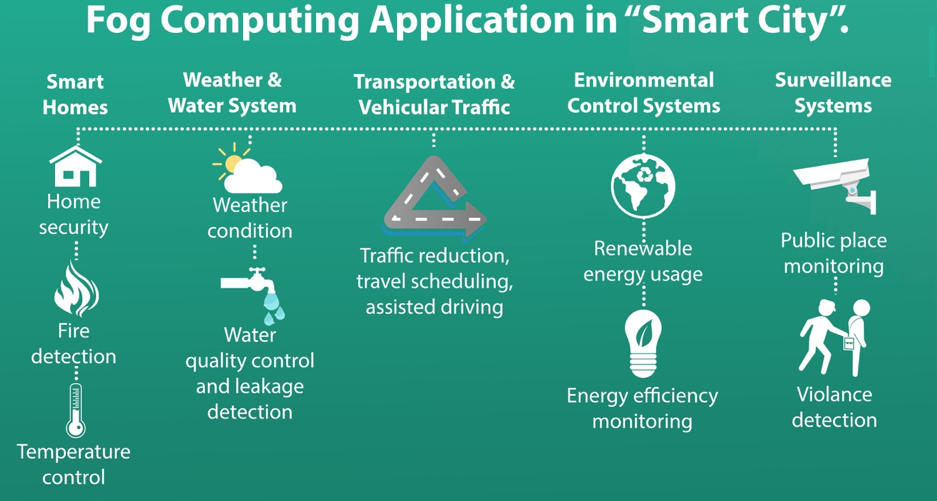 Fog Computing Application in “Smart City”.
Smart
Homes
Home
security
Fire
detection
Temperature
control
Weather &
Water System
Weather
condition
Water
quality control
and leakage
detection
Transportation &
Vehicular Traffic
Traffic reduction,
travel scheduling,
assisted driving
Environmental
Control Systems
Renewable
energy usage
Energy efficiency
monitoring
Surveillance
Systems
Public place
monitoring
Violance
detection